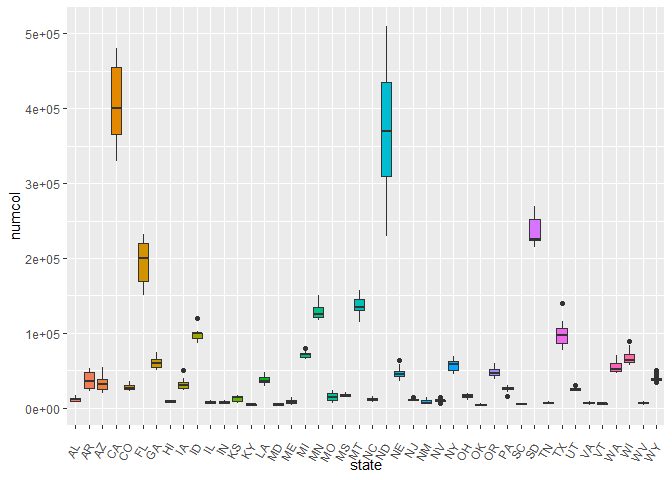 5e+05
4e+05
3e+05
2e+05
1e+05
0e+00
numcol
AL AR AZ CA CO FL GA HI IA ID IL IN KS KY LA MD ME MI MN MO MS MT NC ND NE NJ NM NV NY OH OK OR PA SC SD TN TX UT VA VT WA WI WV WY
state